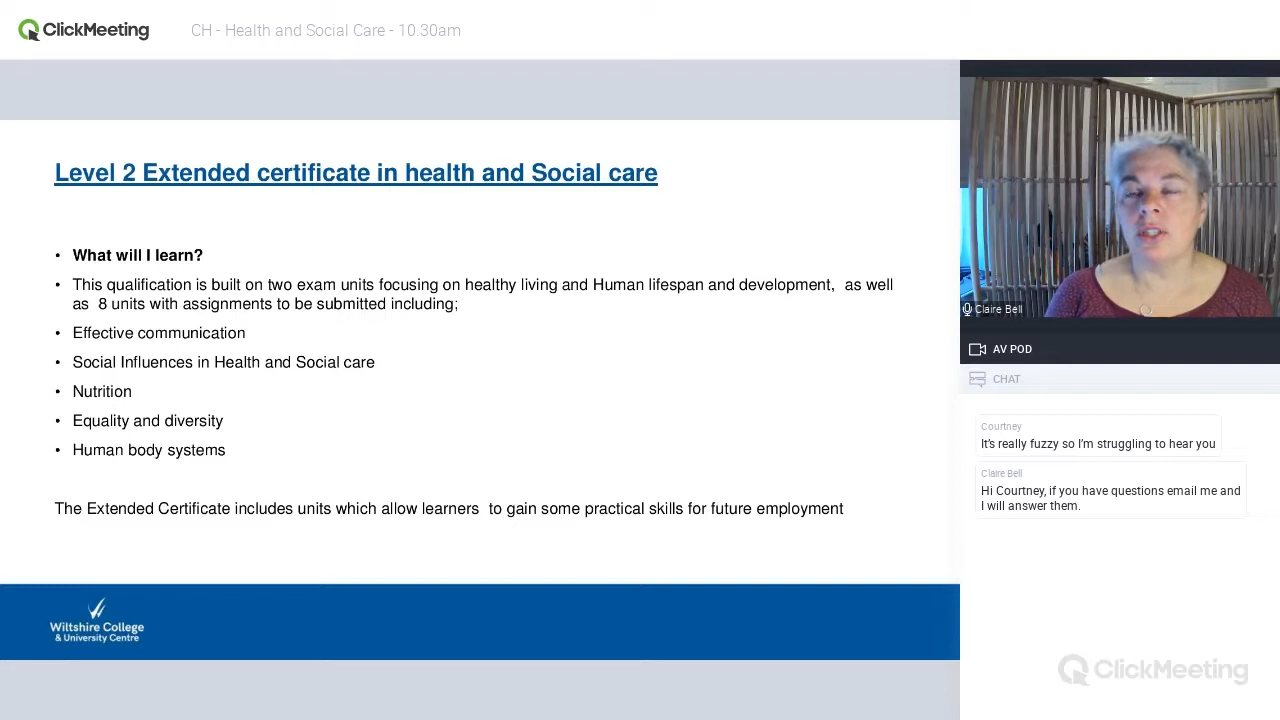 ClickMeeting
CH - Health and Social Care - 10.30am
Level 2 Extended certificate in health and Social care
• What will I learn?
• This qualification is built on two exam units focusing on healthy living and Human lifespan and development, as well
as 8 units with assignments to be submitted including;
• Effective communication
• Social Influences in Health and Social care
• Nutrition
• Equality and diversity
• Human body systems
The Extended Certificate includes units which allow learners to gain some practical skills for future employment
Wiltshire College
& University Centre
Claire Bell
AV POD
CHAT
Courtney
It's really fuzzy so I'm struggling to hear you
Claire Bell
Hi Courtney, if you have questions email me and
I will answer them.
ClickMeeting